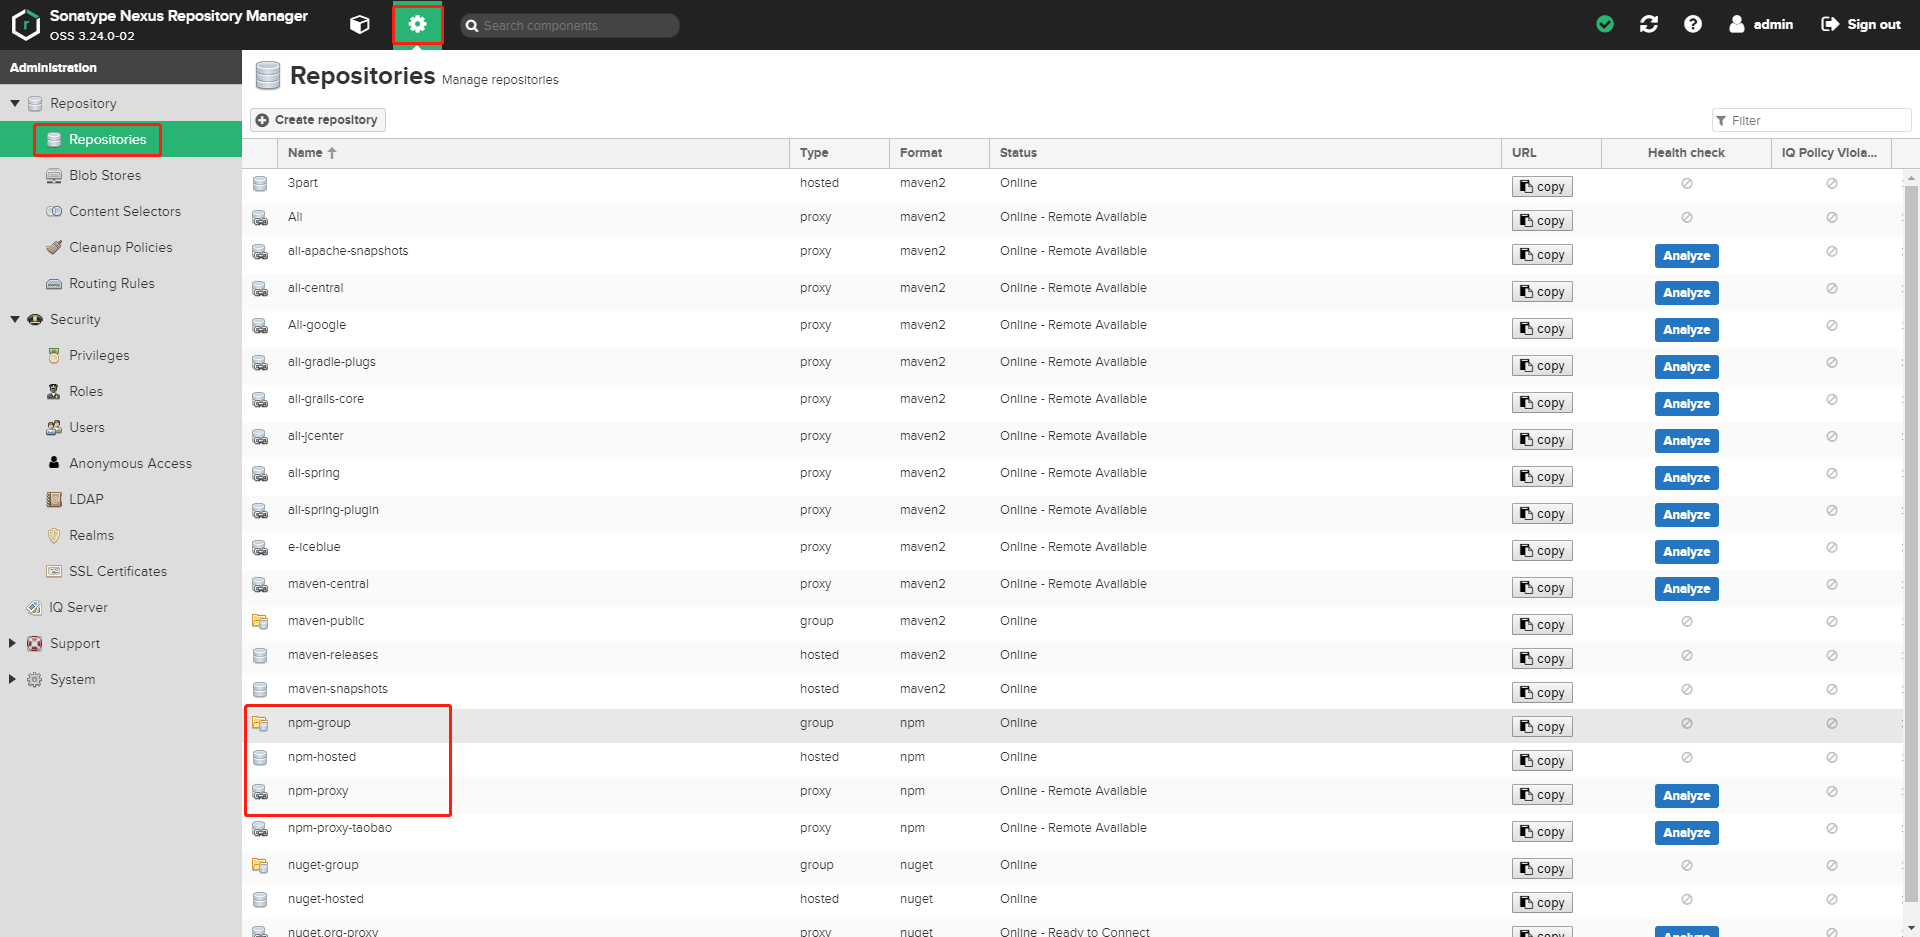 Sonatype Nexus Repository Manager
OSS 3.24.0-02
Search components
admin
Sign out
Administration
Repository
Repositories
Blob Stores
Content Selectors
Cleanup Policies
Routing Rules
Security
Privileges
Roles
Users
Anonymous Access
LDAP
Realms
SSL Certificates
IQ Server
Support
System
Repositories Manage repositories
Create repository
Filter
Name Type Format Status URL Health check IQ Policy Viola...
3part hosted maven2 Online copy
Ali proxy maven2 Online - Remote Available copy
ali-apache-snapshots proxy maven2 Online - Remote Available copy Analyze
ali-central proxy maven2 Online - Remote Available copy Analyze
Ali-google proxy maven2 Online - Remote Available copy Analyze
ali-gradle-plugs proxy maven2 Online - Remote Available copy Analyze
ali-grails-core proxy maven2 Online - Remote Available copy Analyze
ali-jcenter proxy maven2 Online - Remote Available copy Analyze
ali-spring proxy maven2 Online - Remote Available copy Analyze
ali-spring-plugin proxy maven2 Online - Remote Available copy Analyze
e-iceblue proxy maven2 Online - Remote Available copy Analyze
maven-central proxy maven2 Online - Remote Available copy Analyze
maven-public group maven2 Online copy
maven-releases hosted maven2 Online copy
maven-snapshots hosted maven2 Online copy
npm-group group npm Online copy
npm-hosted hosted npm Online copy
npm-proxy proxy npm Online - Remote Available copy Analyze
npm-proxy-taobao proxy npm Online - Remote Available copy Analyze
nuget-group group nuget Online copy
nuget-hosted hosted nuget Online copy
nuget.org-proxy proxy nuget Online - Ready to Connect copy Analyze